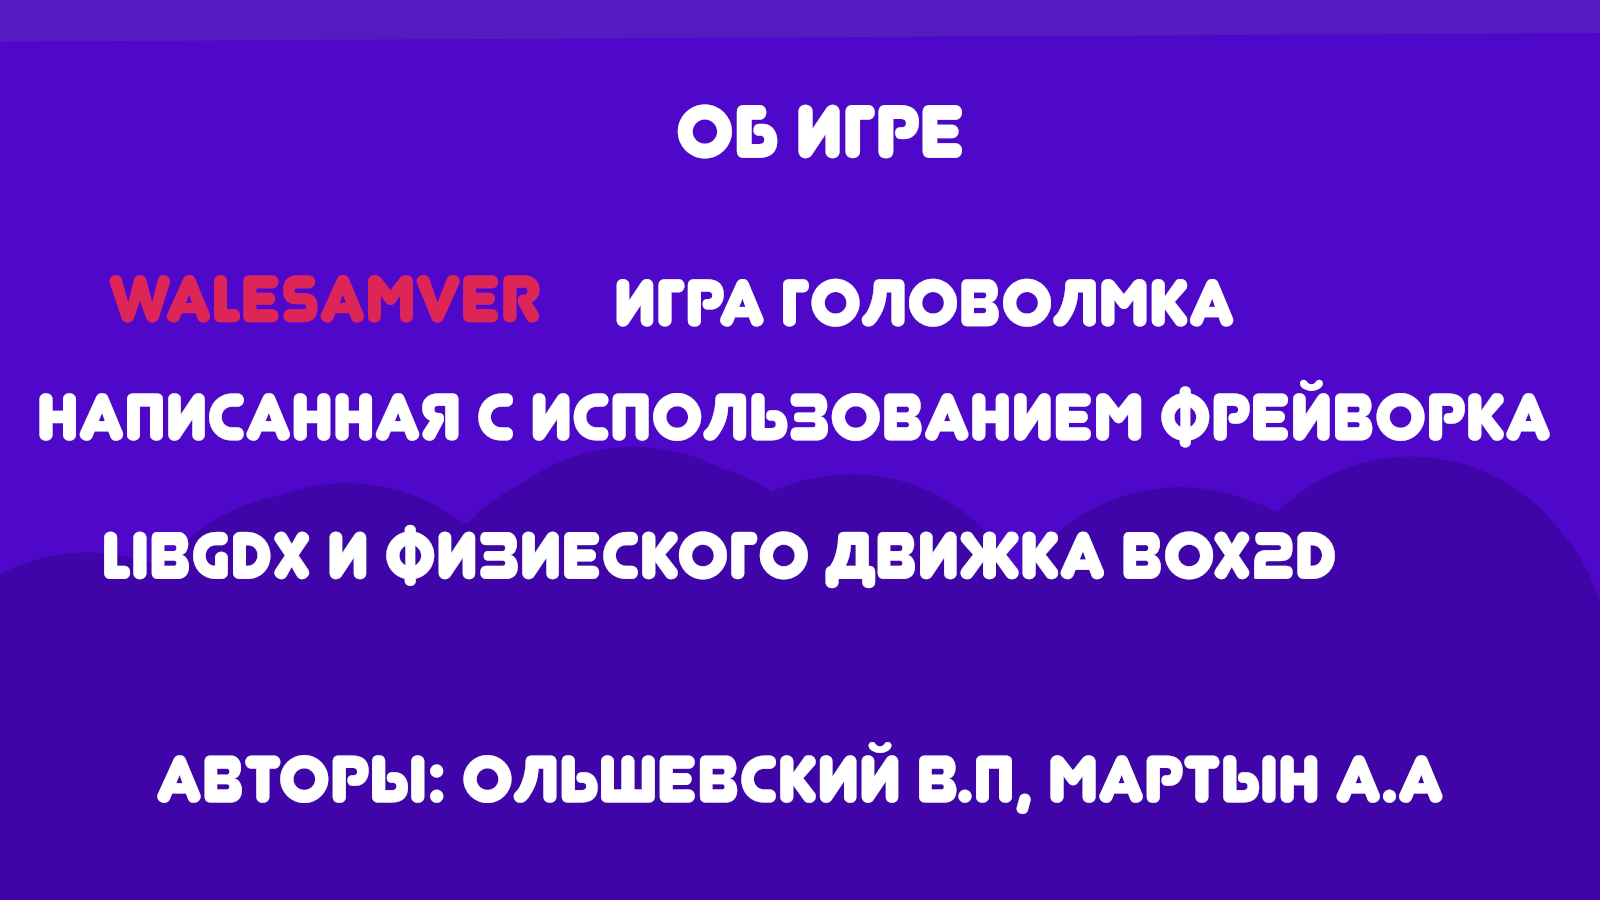 ОБ ИГРЕ
WALESAMVER ИГРА ГОЛОВОЛМКА
НАПИСАННАЯ С ИСПОЛЬЗОВАНИЕМ ФРЕЙВОРКА
LIBGDX И ФИЗИЕСКОГО ДВИЖКА BOX2D
АВТОРЫ: ОЛЬШЕВСКИЙ В.П, МАРТЫН А.А